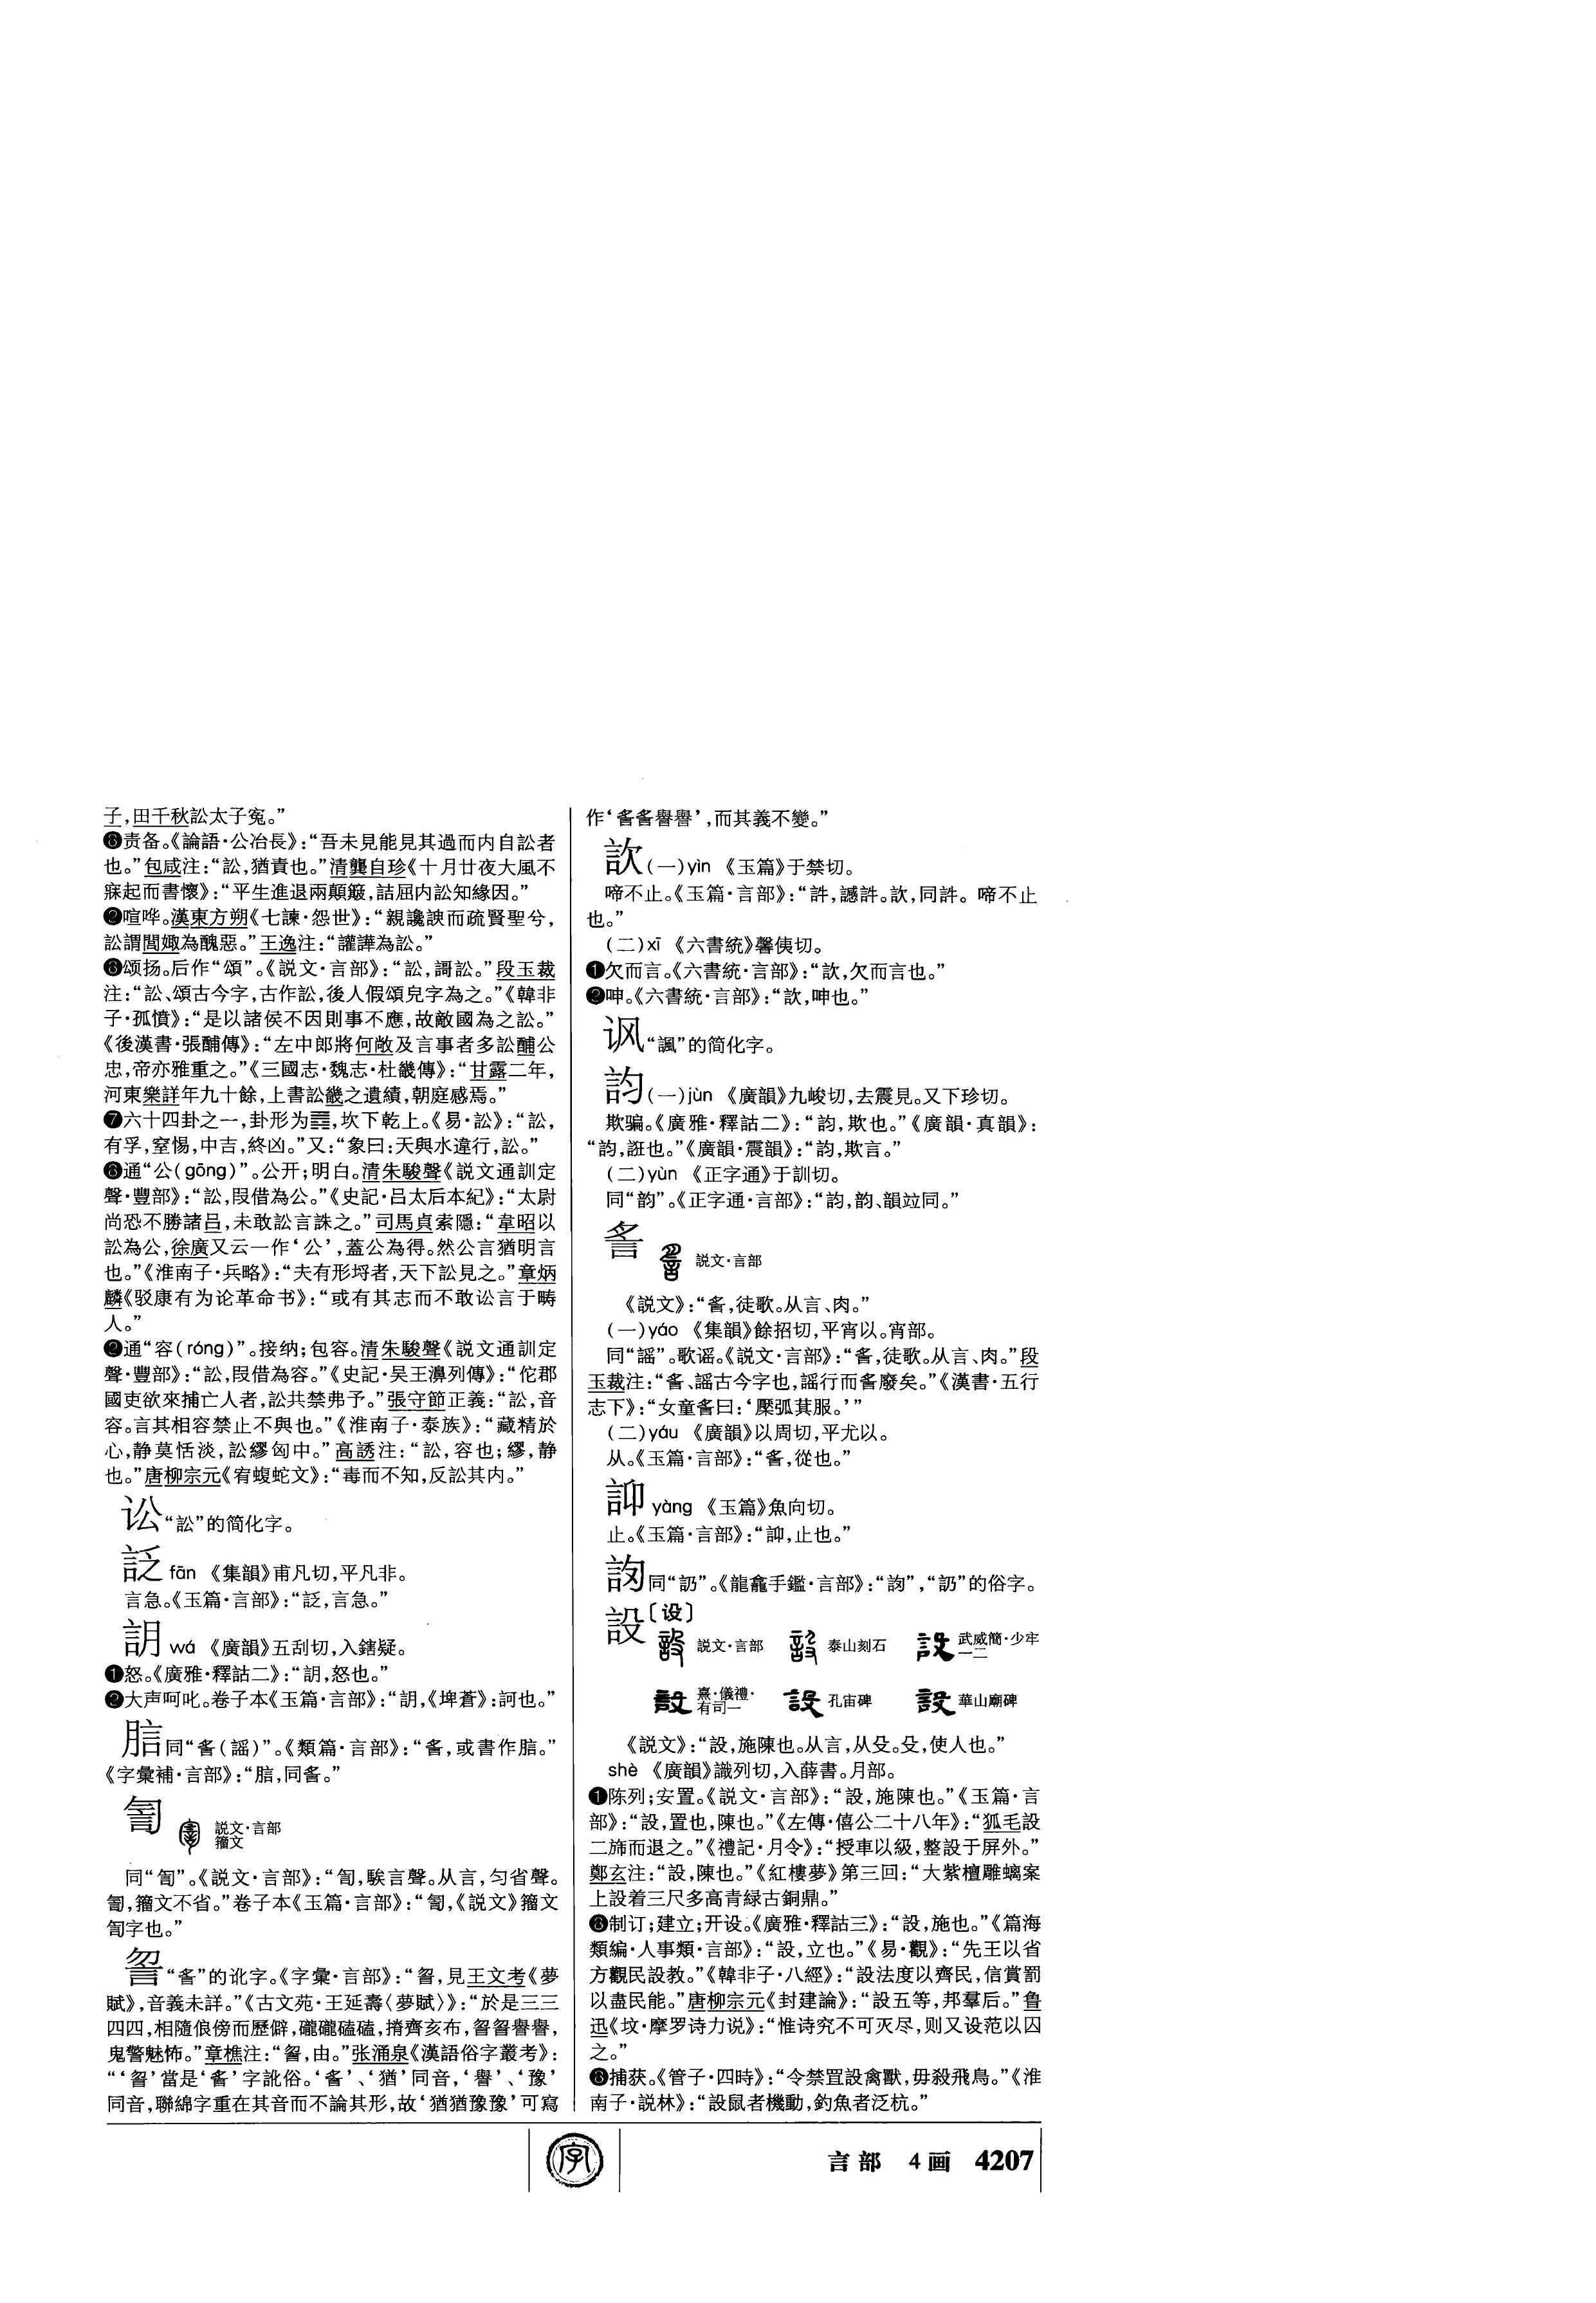 子，田千秋訟太子冤。”
❸责备。《論語·公冶長》：“吾未見能見其過而内自訟者
也。”包咸注：“訟，猶責也。”清龔自珍《十月廿夜大風不
寐起而書懷》：“平生進退兩顛簸，詰屈内訟知緣因。”
喧哗。漢東方朔《七諫·怨世》：“親讒諛而疏賢聖兮，
訟謂閭娵為醜惡。”王逸注：“讙譁為訟。”
颂扬。后作“頌”。《説文·言部》：“訟，謌訟。”段玉裁
注：“訟、頌古今字，古作訟，後人假頌皃字為之。”《韓非
子·孤憤》：“是以諸侯不因則事不應，故敵國為之訟。”
《後漢書·張酺傳》：“左中郎將何敞及言事者多訟酺公
忠，帝亦雅重之。”《三國志·魏志·杜畿傳》：“甘露二年，
河東樂詳年九十餘，上書訟畿之遺績，朝庭感焉。”
❼六十四卦之一，卦形为䷅，坎下乾上。《易·訟》：“訟，
有孚，窒惕，中吉，終凶。”又：“象曰：天與水違行，訟。”
❽通“公(gōng)”。公开；明白。清朱駿聲《説文通訓定
聲·豐部》：“訟，叚借為公。”《史記·吕太后本紀》：“太尉
尚恐不勝諸吕，未敢訟言誅之。”司馬貞索隱：“韋昭以
訟為公，徐廣又云一作‘公’，蓋公為得。然公言猶明言
也。”《淮南子·兵略》：“夫有形埒者，天下訟見之。”章炳
麟《驳康有为论革命书》：“或有其志而不敢讼言于畴
人。”
通“容(róng)”。接纳；包容。清朱駿聲《説文通訓定
聲·豐部》：“訟，叚借為容。”《史記·吴王濞列傳》：“佗郡
國吏欲來捕亡人者，訟共禁弗予。”張守節正義：“訟，音
容。言其相容禁止不與也。”《淮南子·泰族》：“藏精於
心，静莫恬淡，訟繆匈中。”高誘注：“訟，容也；繆，静
也。”唐柳宗元《宥蝮蛇文》：“毒而不知，反訟其内。”
讼“訟”的简化字。
䛀 fān 《集韻》甫凡切，平凡非。
言急。《玉篇·言部》：“䛀，言急。”
䛁 wá 《廣韻》五刮切，入鎋疑。
❶怒。《廣雅·釋詁二》：“䛁，怒也。”
❷大声呵叱。卷子本《玉篇·言部》：“䛁，《埤蒼》：訶也。”
同“䚻(謡)”。《類篇·言部》：“䚻，或書作。”
《字彙補·言部》：“，同䚻。”
説文·言部
籀文
同“訇”。《説文·言部》：“訇，騃言聲。从言，匀省聲。
，籀文不省。”卷子本《玉篇·言部》：“，《説文》籀文
訇字也。”
“䚻”的讹字。《字彙·言部》：“，見王文考《夢
賦》，音義未詳。”《古文苑·王延壽〈夢賦〉》：“於是三三
四四，相隨俍傍而歷僻，礲礲磕磕，㨈齊亥布，譽譽，
鬼警魅怖。”章樵注：“，由。”张涌泉《漢語俗字叢考》：
“‘’當是‘䚻’字訛俗。‘䚻’、‘猶’同音，‘譽’、‘豫’
同音，聯綿字重在其音而不論其形，故‘猶猶豫豫’可寫
作‘䚻䚻譽譽’，而其義不變。”
訦(一)yìn 《玉篇》于禁切。
啼不止。《玉篇·言部》：“許，譀許。，同許。啼不止
也。”
(二)xī 《六書統》馨侇切。
❶欠而言。《六書統·言部》：“，欠而言也。”
❷呻。《六書統·言部》：“，呻也。”
讽“諷”的简化字。
訋(一)jùn 《廣韻》九峻切，去震見。又下珍切。
欺骗。《廣雅·釋詁二》：“䛜，欺也。”《廣韻·真韻》：
“䛜，誑也。”《廣韻·震韻》：“䛜，欺言。”
(二)yùn 《正字通》于訓切。
同“韵”。《正字通·言部》：“䛜，韵、韻竝同。”
䚻
説文·言部
《説文》：“䚻，徒歌。从言、肉。”
(一)yáo 《集韻》餘招切，平宵以。宵部。
同“謡”。歌谣。《説文·言部》：“䚻，徒歌。从言、肉。”段
玉裁注：“䚻、謡古今字也，謡行而䚻廢矣。”《漢書·五行
志下》：“女童䚻曰：‘檿弧萁服。’”
(二)yáu 《廣韻》以周切，平尤以。
从。《玉篇·言部》：“䚻，從也。”
yàng 《玉篇》魚向切。
止。《玉篇·言部》：“，止也。”
同“訒”。《龍龕手鑑·言部》：“”，“訒”的俗字。
設〔设〕
説文·言部 泰山刻石 武威簡·少牢
一二
熹·儀禮·
有司一 孔宙碑 華山廟碑
《説文》：“設，施陳也。从言，从殳。殳，使人也。”
shè 《廣韻》識列切，入薛書。月部。
❶陈列；安置。《説文·言部》：“設，施陳也。”《玉篇·言
部》：“設，置也，陳也。”《左傳·僖公二十八年》：“狐毛設
二旆而退之。”《禮記·月令》：“授車以級，整設于屏外。”
鄭玄注：“設，陳也。”《紅樓夢》第三回：“大紫檀雕螭案
上設着三尺多高青緑古銅鼎。”
制订；建立；开设。《廣雅·釋詁三》：“設，施也。”《篇海
類編·人事類·言部》：“設，立也。”《易·觀》：“先王以省
方觀民設教。”《韓非子·八經》：“設法度以齊民，信賞罰
以盡民能。”唐柳宗元《封建論》：“設五等，邦羣后。”鲁
迅《坟·摩罗诗力说》：“惟诗究不可灭尽，则又设范以囚
之。”
❸捕获。《管子·四時》：“令禁罝設禽獸，毋殺飛鳥。”《淮
南子·説林》：“設鼠者機動，釣魚者泛杭。”
字
言部 4画 4207